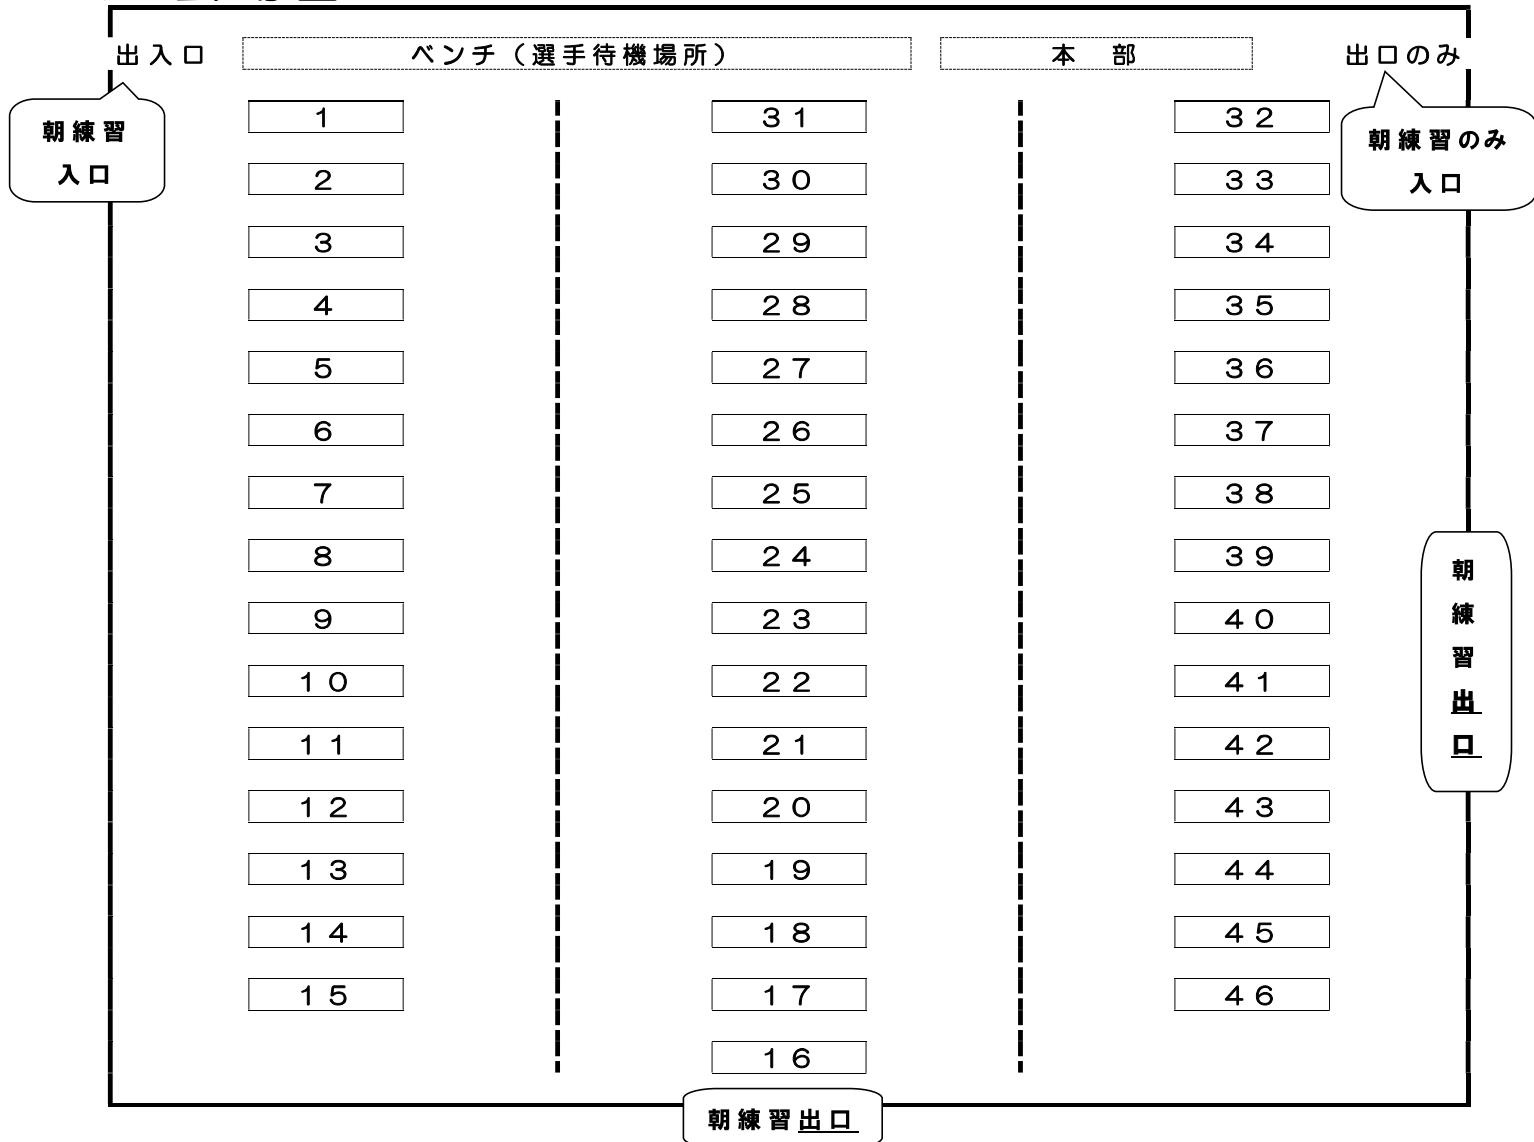 出入口 ベンチ（選手待機場所） 本 部 出口のみ
朝練習
入口
朝練習のみ
入口
１ ３１ ３２
２ ３０ ３３
３ ２９ ３４
４ ２８ ３５
５ ２７ ３６
６ ２６ ３７
７ ２５ ３８
８ ２４ ３９
９ ２３ ４０
１０ ２２ ４１
１１ ２１ ４２
１２ ２０ ４３
１３ １９ ４４
１４ １８ ４５
１５ １７ ４６
１６
朝
練
習
出
口
朝練習出口